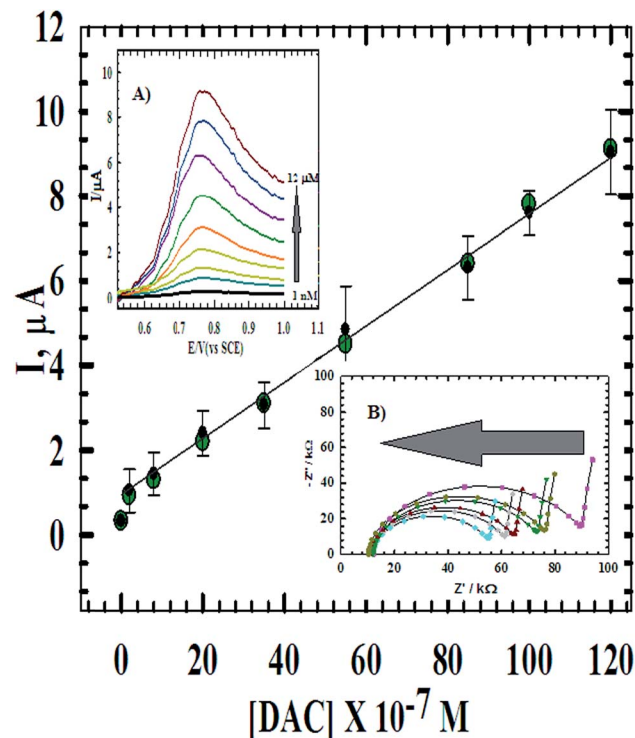 12
10
8
6
4
2
0
I, μ A
0 20 40 60 80 100 120
[DAC] X 10⁻⁷ M
A)
10
8
6
4
2
0
I/μA
12 μM
1 nM
0.6 0.7 0.8 0.9 1.0 1.1
E/V(vs SCE)
B)
-100
-80
-60
-40
-20
0
-Z'' / kΩ
0 20 40 60 80 100
Z' / kΩ